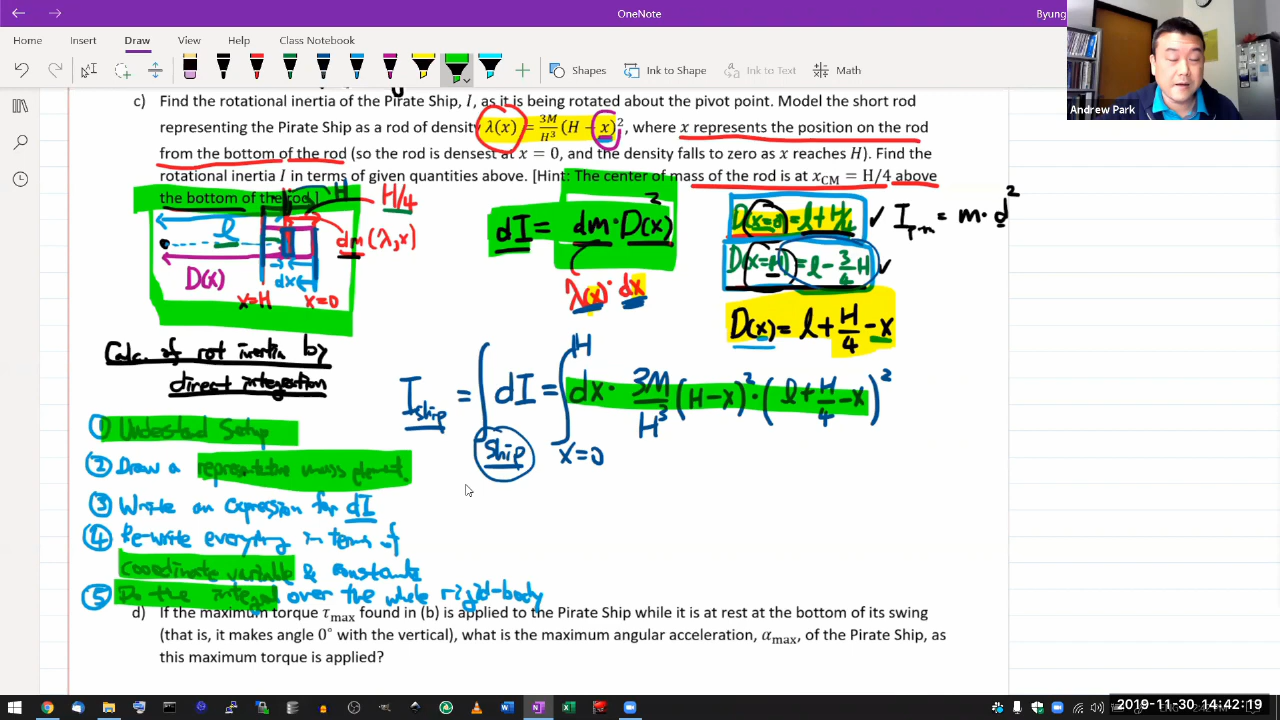 OneNote
Byung
Home Insert Draw View Help Class Notebook
Shapes Ink to Shape Ink to Text Math
Andrew Park
c) Find the rotational inertia of the Pirate Ship, I, as it is being rotated about the pivot point. Model the short rod
representing the Pirate Ship as a rod of density λ(x) = 3M/H³ (H − x)², where x represents the position on the rod
from the bottom of the rod (so the rod is densest at x = 0, and the density falls to zero as x reaches H). Find the
rotational inertia I in terms of given quantities above. [Hint: The center of mass of the rod is at x_CM = H/4 above
the bottom of the rod.]
H
H/4
l
dm (λ,x)
D(x)
dx
x=H x=0
dI = dm · D(x)²
λ(x) · dx
D(x=0) = l + H/4 ✓
I_pm = m·d²
D(x=H) = l − 3/4 H ✓
D(x) = l + H/4 − x
Calc. of rot inertia by
direct integration
I_ship = ∫_ship dI = ∫_x=0^H dx · 3M/H³ (H−x)² · (l + H/4 − x)²
① Understand Setup
② Draw a representative mass element.
③ Write an expression for dI
④ Re-write everything in terms of
coordinate variable & constants
⑤ Do the integral over the whole rigid-body
d) If the maximum torque τ_max found in (b) is applied to the Pirate Ship while it is at rest at the bottom of its swing
(that is, it makes angle 0° with the vertical), what is the maximum angular acceleration, α_max, of the Pirate Ship, as
this maximum torque is applied?
2019-11-30 14:42:19